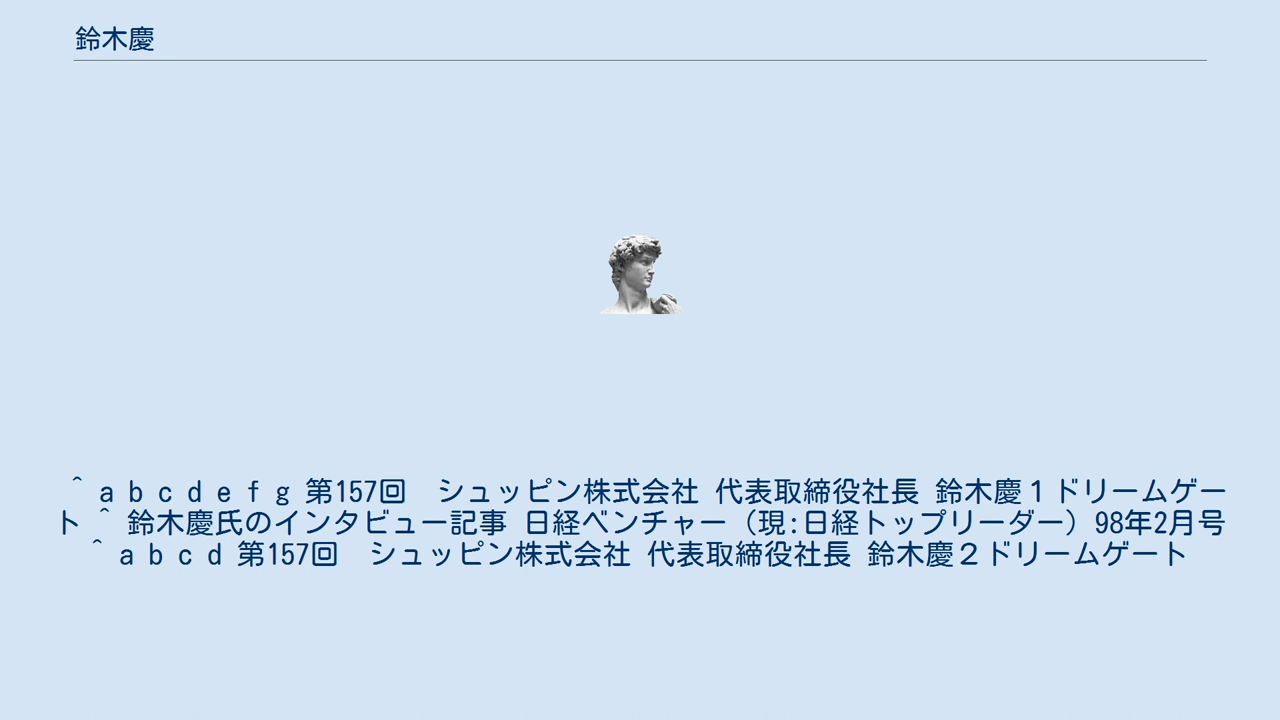 鈴木慶
^ a b c d e f g 第157回　シュッピン株式会社 代表取締役社長 鈴木慶１ドリームゲー
ト ^ 鈴木慶氏のインタビュー記事 日経ベンチャー（現:日経トップリーダー）98年2月号
^ a b c d 第157回　シュッピン株式会社 代表取締役社長 鈴木慶２ドリームゲート